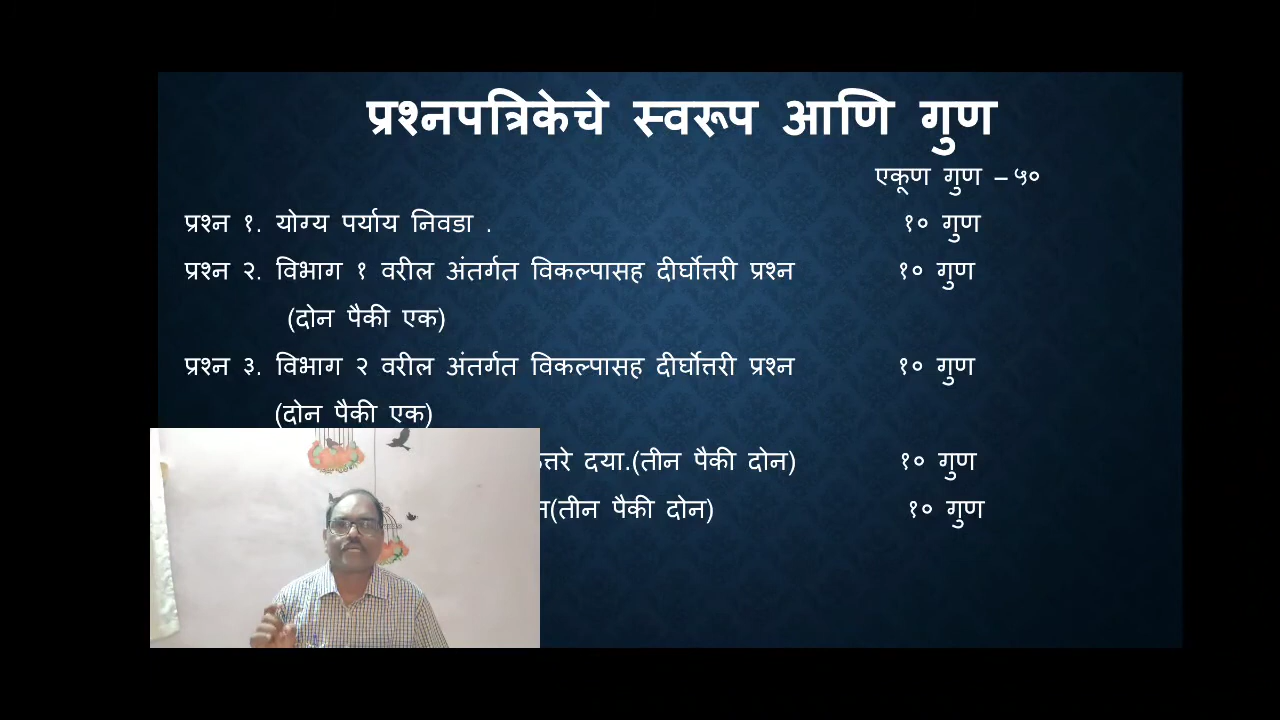 प्रश्नपत्रिकेचे स्वरूप आणि गुण
एकूण गुण – ५०
प्रश्न १. योग्य पर्याय निवडा . १० गुण
प्रश्न २. विभाग १ वरील अंतर्गत विकल्पासह दीर्घोत्तरी प्रश्न १० गुण
(दोन पैकी एक)
प्रश्न ३. विभाग २ वरील अंतर्गत विकल्पासह दीर्घोत्तरी प्रश्न १० गुण
(दोन पैकी एक)
दया.(तीन पैकी दोन) १० गुण
(तीन पैकी दोन) १० गुण